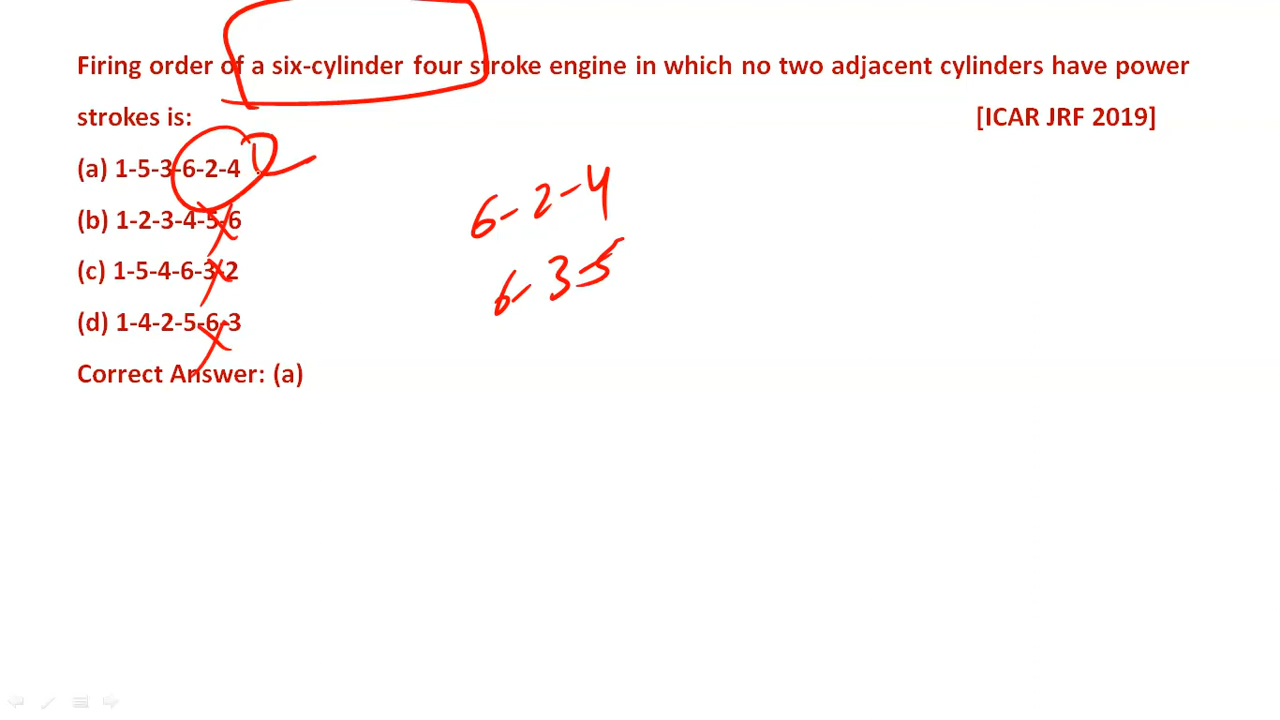 Firing order of a six-cylinder four stroke engine in which no two adjacent cylinders have power
strokes is: [ICAR JRF 2019]
(a) 1-5-3-6-2-4
(b) 1-2-3-4-5-6
(c) 1-5-4-6-3-2
(d) 1-4-2-5-6-3
Correct Answer: (a)
6-2-4
6-3-5